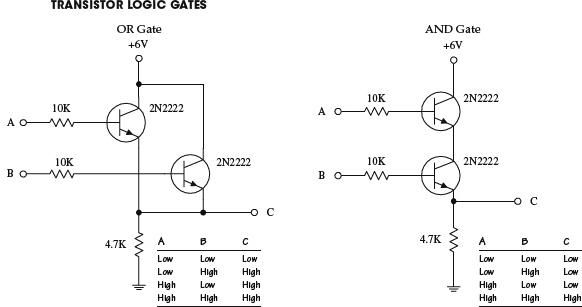 TRANSISTOR LOGIC GATES
OR Gate
+6V
10K
2N2222
A
10K
2N2222
B
C
4.7K
A B C
Low Low Low
Low High High
High Low High
High High High
AND Gate
+6V
10K
2N2222
A
10K
2N2222
B
C
4.7K
A B C
Low Low Low
Low High Low
High Low Low
High High High